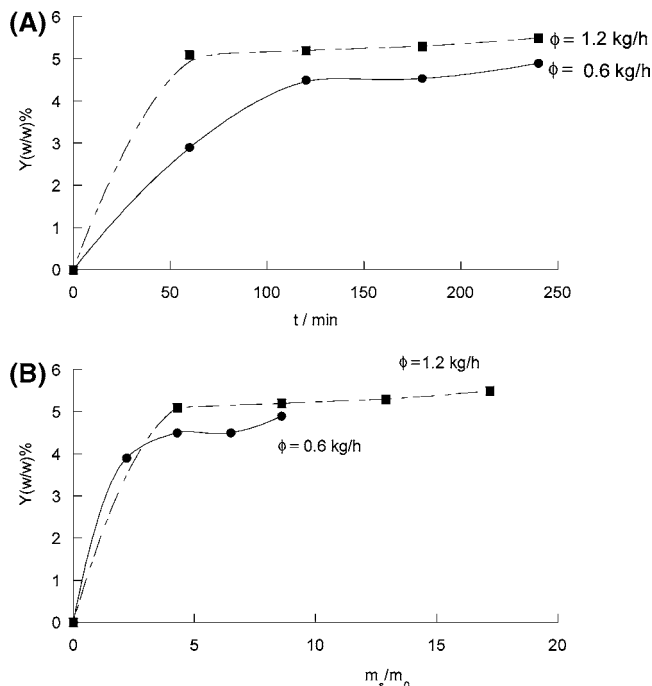 (A)
6
5
4
3
2
1
0
Y(w/w)%
0 50 100 150 200 250
t / min
ϕ = 1.2 kg/h
ϕ = 0.6 kg/h
(B)
6
5
4
3
2
1
0
Y(w/w)%
0 5 10 15 20
mₛ/m₀
ϕ = 1.2 kg/h
ϕ = 0.6 kg/h